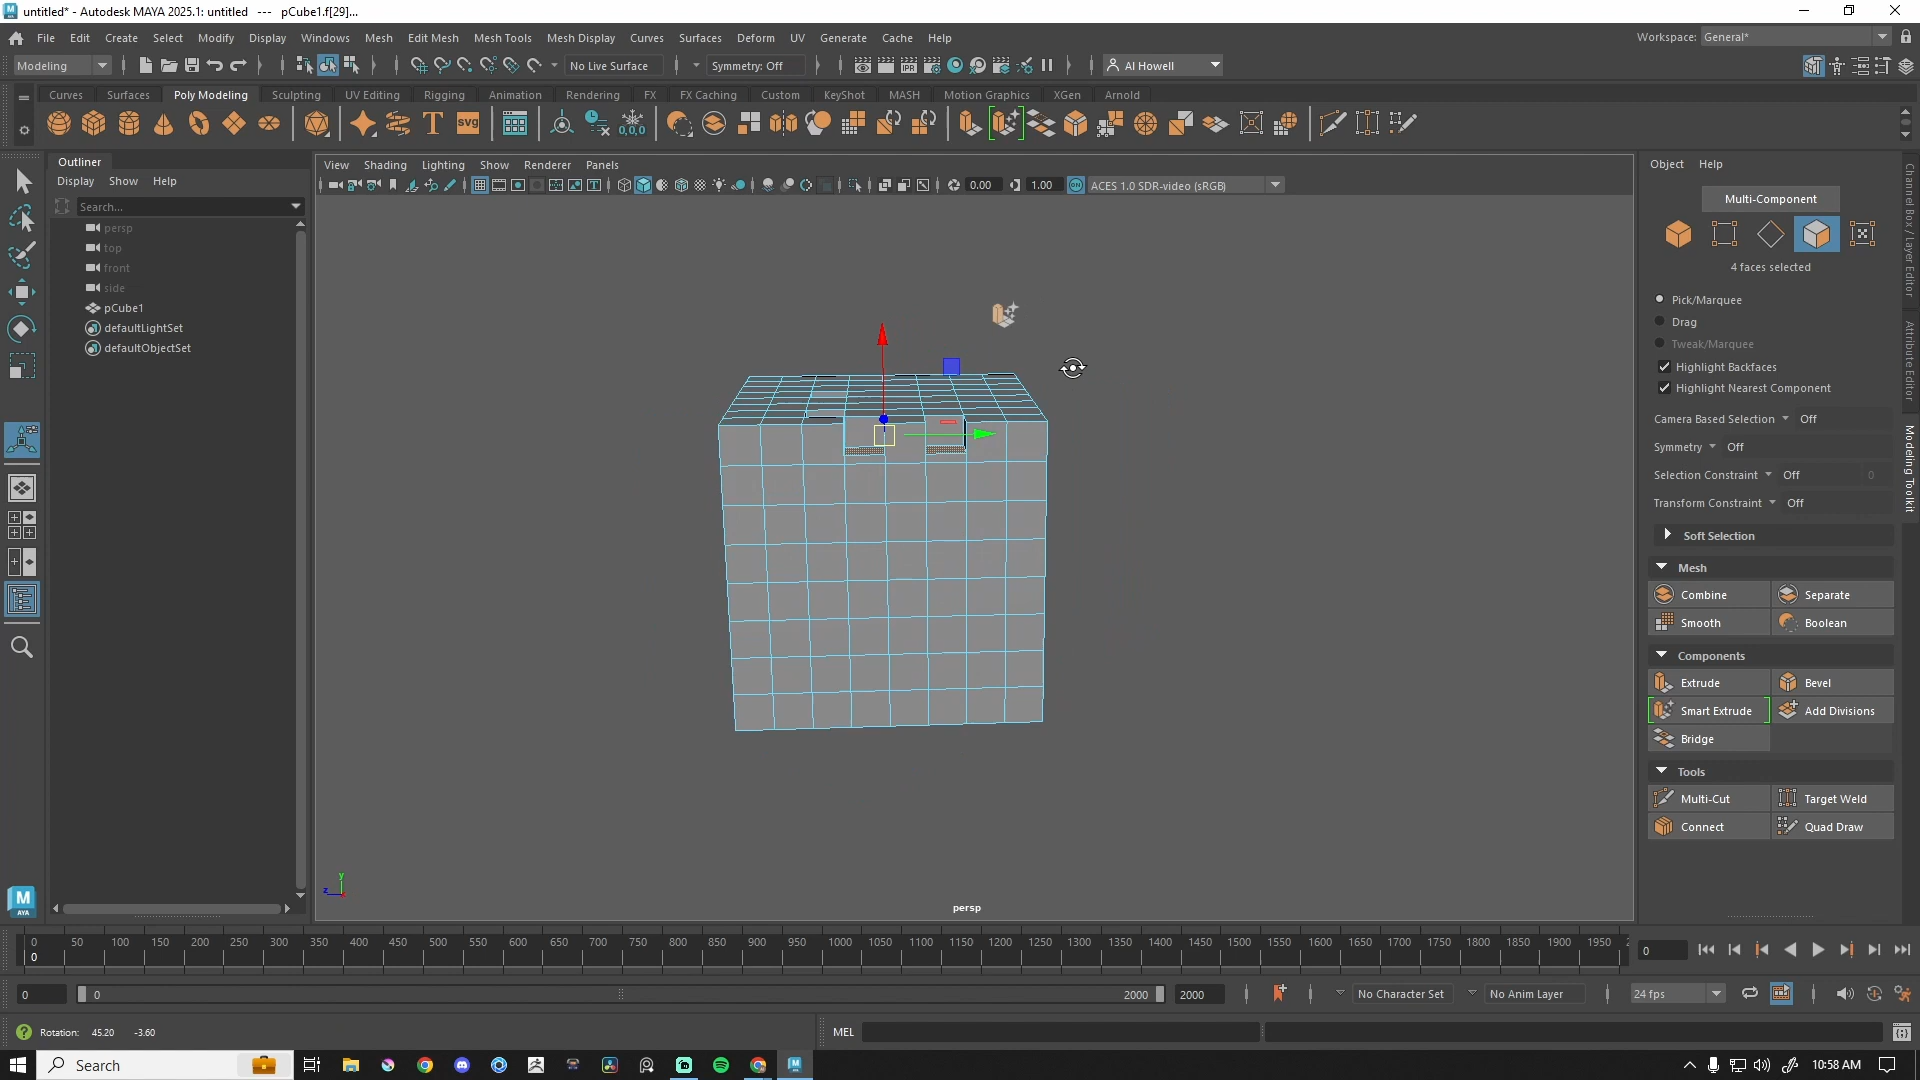 untitled* - Autodesk MAYA 2025.1: untitled --- pCube1.f[29]...
File Edit Create Select Modify Display Windows Mesh Edit Mesh Mesh Tools Mesh Display Curves Surfaces Deform UV Generate Cache Help
Workspace: General*
Modeling No Live Surface Symmetry: Off Al Howell
Curves Surfaces Poly Modeling Sculpting UV Editing Rigging Animation Rendering FX FX Caching Custom KeyShot MASH Motion Graphics XGen Arnold
Outliner
Display Show Help
Search...
persp
top
front
side
pCube1
defaultLightSet
defaultObjectSet
View Shading Lighting Show Renderer Panels
0.00 1.00 ACES 1.0 SDR-video (sRGB)
persp
Object Help
Multi-Component
4 faces selected
Pick/Marquee
Drag
Tweak/Marquee
Highlight Backfaces
Highlight Nearest Component
Camera Based Selection Off
Symmetry Off
Selection Constraint Off 0
Transform Constraint Off
Soft Selection
Mesh
Combine Separate
Smooth Boolean
Components
Extrude Bevel
Smart Extrude Add Divisions
Bridge
Tools
Multi-Cut Target Weld
Connect Quad Draw
Channel Box / Layer Editor
Attribute Editor
Modeling Toolkit
0 50 100 150 200 250 300 350 400 450 500 600 700 750 800 850 900 950 1000 1050 1100 1150 1200 1250 1300 1350 1400 1450 1500 1550 1600 1650 1700 1750 1800 1850 1900 1950
0
0
0 0 2000 2000 No Character Set No Anim Layer 24 fps
Rotation: 45.20 -3.60 MEL
Search 10:58 AM